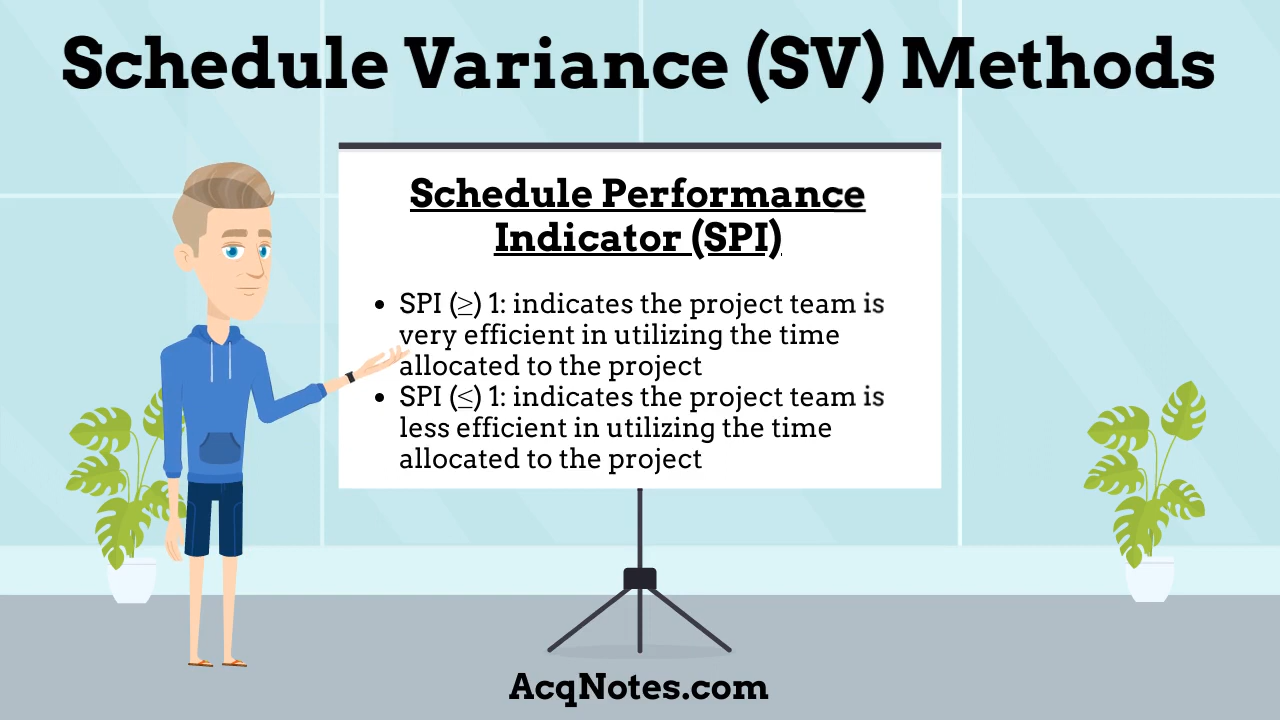 Schedule Variance (SV) Methods
Schedule Performance
Indicator (SPI)
• SPI (≥) 1: indicates the project team is
very efficient in utilizing the time
allocated to the project
• SPI (≤) 1: indicates the project team is
less efficient in utilizing the time
allocated to the project
AcqNotes.com